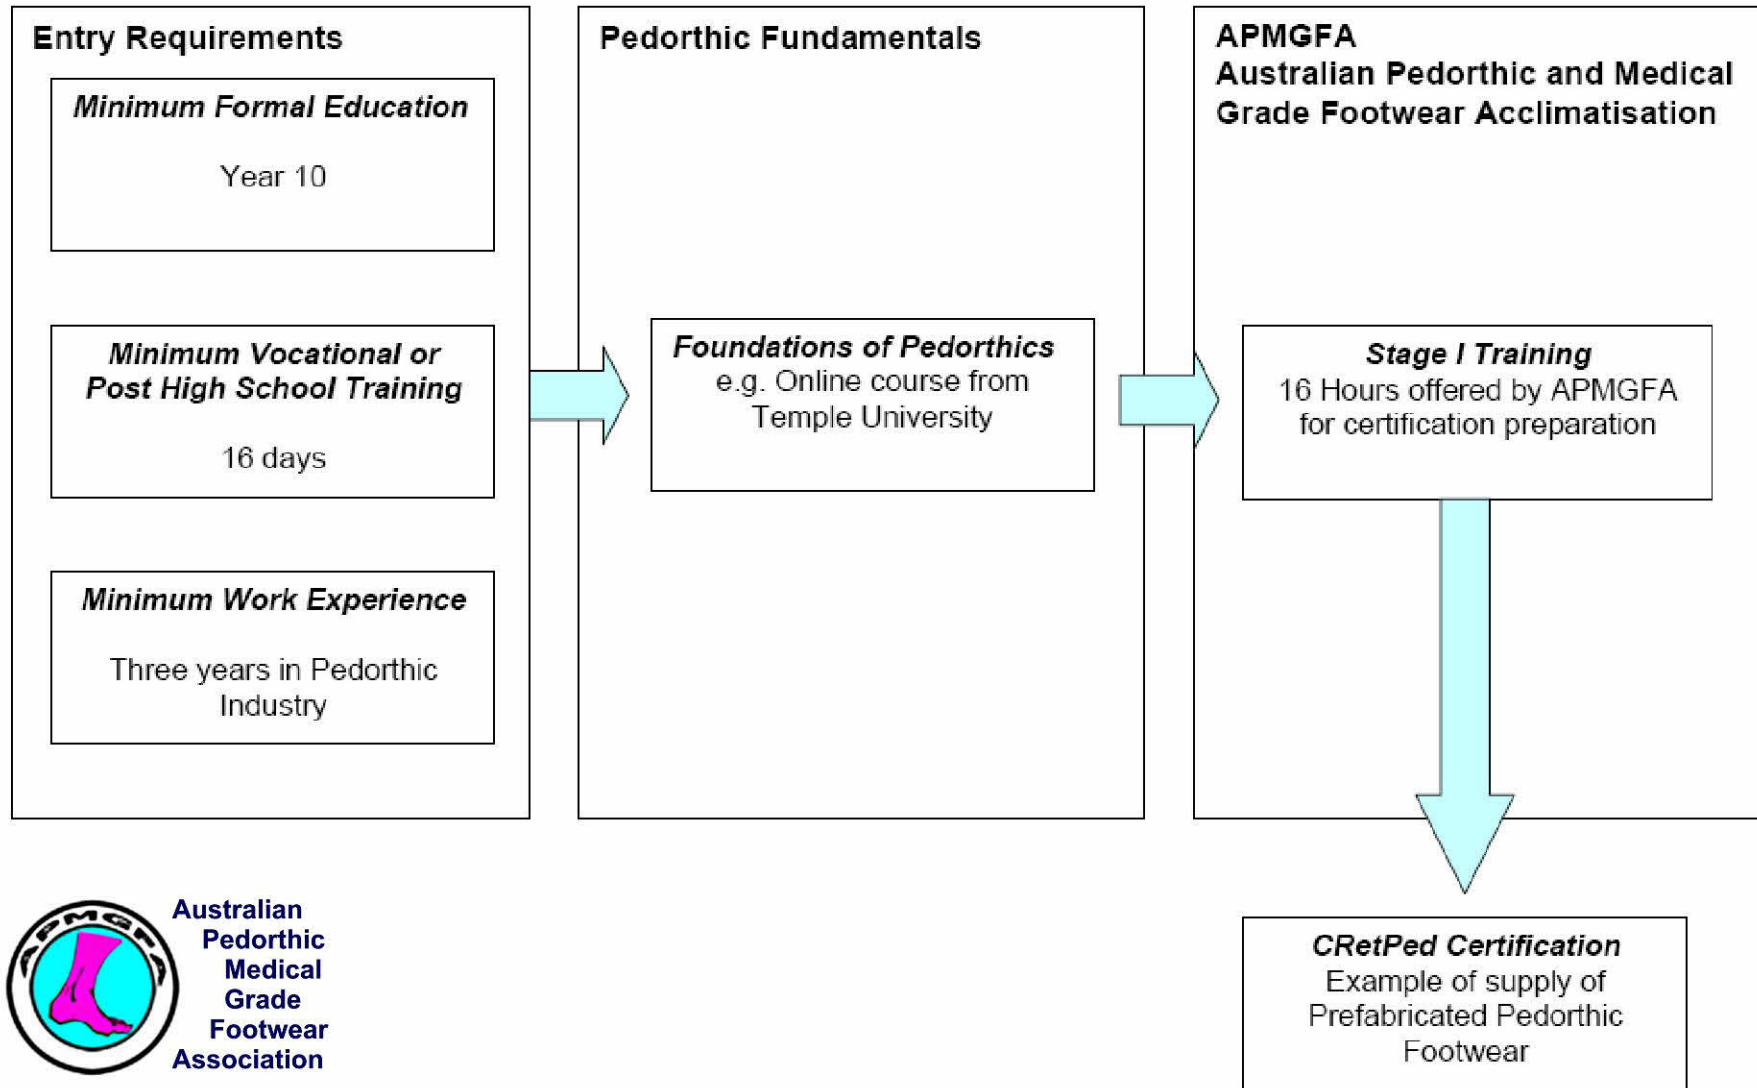 Entry Requirements
Minimum Formal Education
Year 10
Minimum Vocational or
Post High School Training
16 days
Minimum Work Experience
Three years in Pedorthic
Industry
Pedorthic Fundamentals
Foundations of Pedorthics
e.g. Online course from
Temple University
APMGFA
Australian Pedorthic and Medical
Grade Footwear Acclimatisation
Stage I Training
16 Hours offered by APMGFA
for certification preparation
CRetPed Certification
Example of supply of
Prefabricated Pedorthic
Footwear
APMGFA
Australian
Pedorthic
Medical
Grade
Footwear
Association